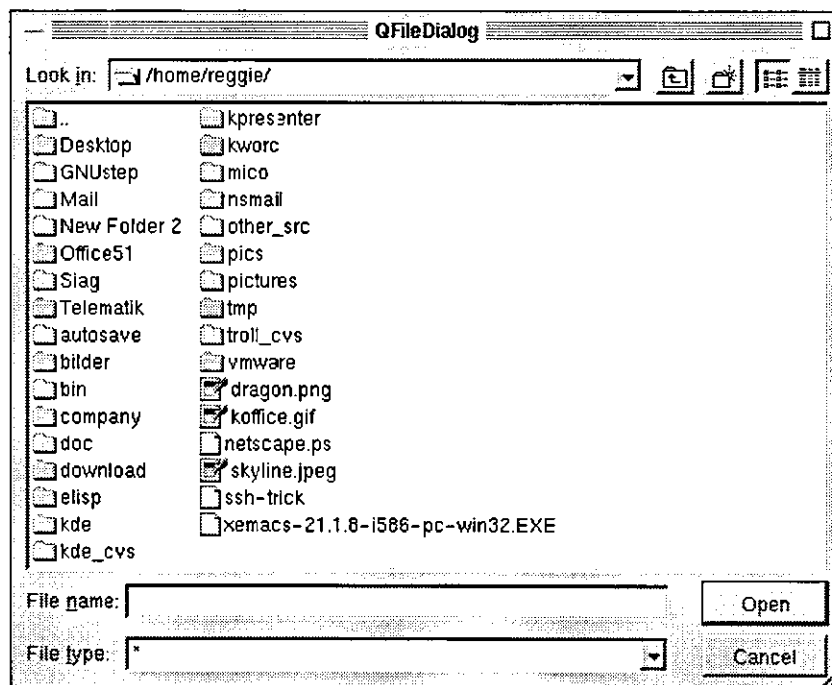 QFileDialog
Look in: /home/reggie/
..
Desktop
GNUstep
Mail
New Folder 2
Office51
Siag
Telematik
autosave
bilder
bin
company
doc
download
elisp
kde
kde_cvs
kpresenter
kworc
mico
nsmail
other_src
pics
pictures
tmp
troll_cvs
vmware
dragon.png
koffice.gif
netscape.ps
skyline.jpeg
ssh-trick
xemacs-21.1.8-i586-pc-win32.EXE
File name:
Open
File type: *
Cancel